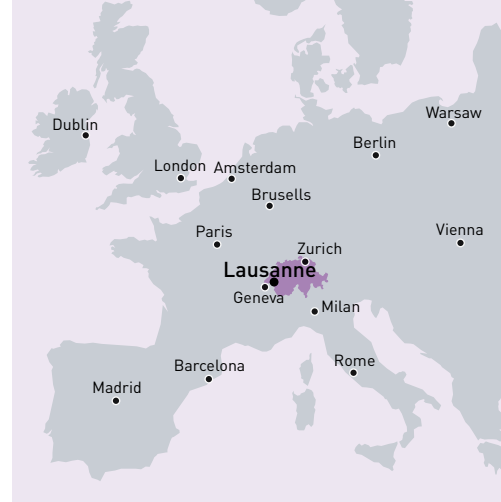 Warsaw
Dublin
Berlin
London
Amsterdam
Brusells
Paris
Vienna
Zurich
Lausanne
Geneva
Milan
Rome
Barcelona
Madrid